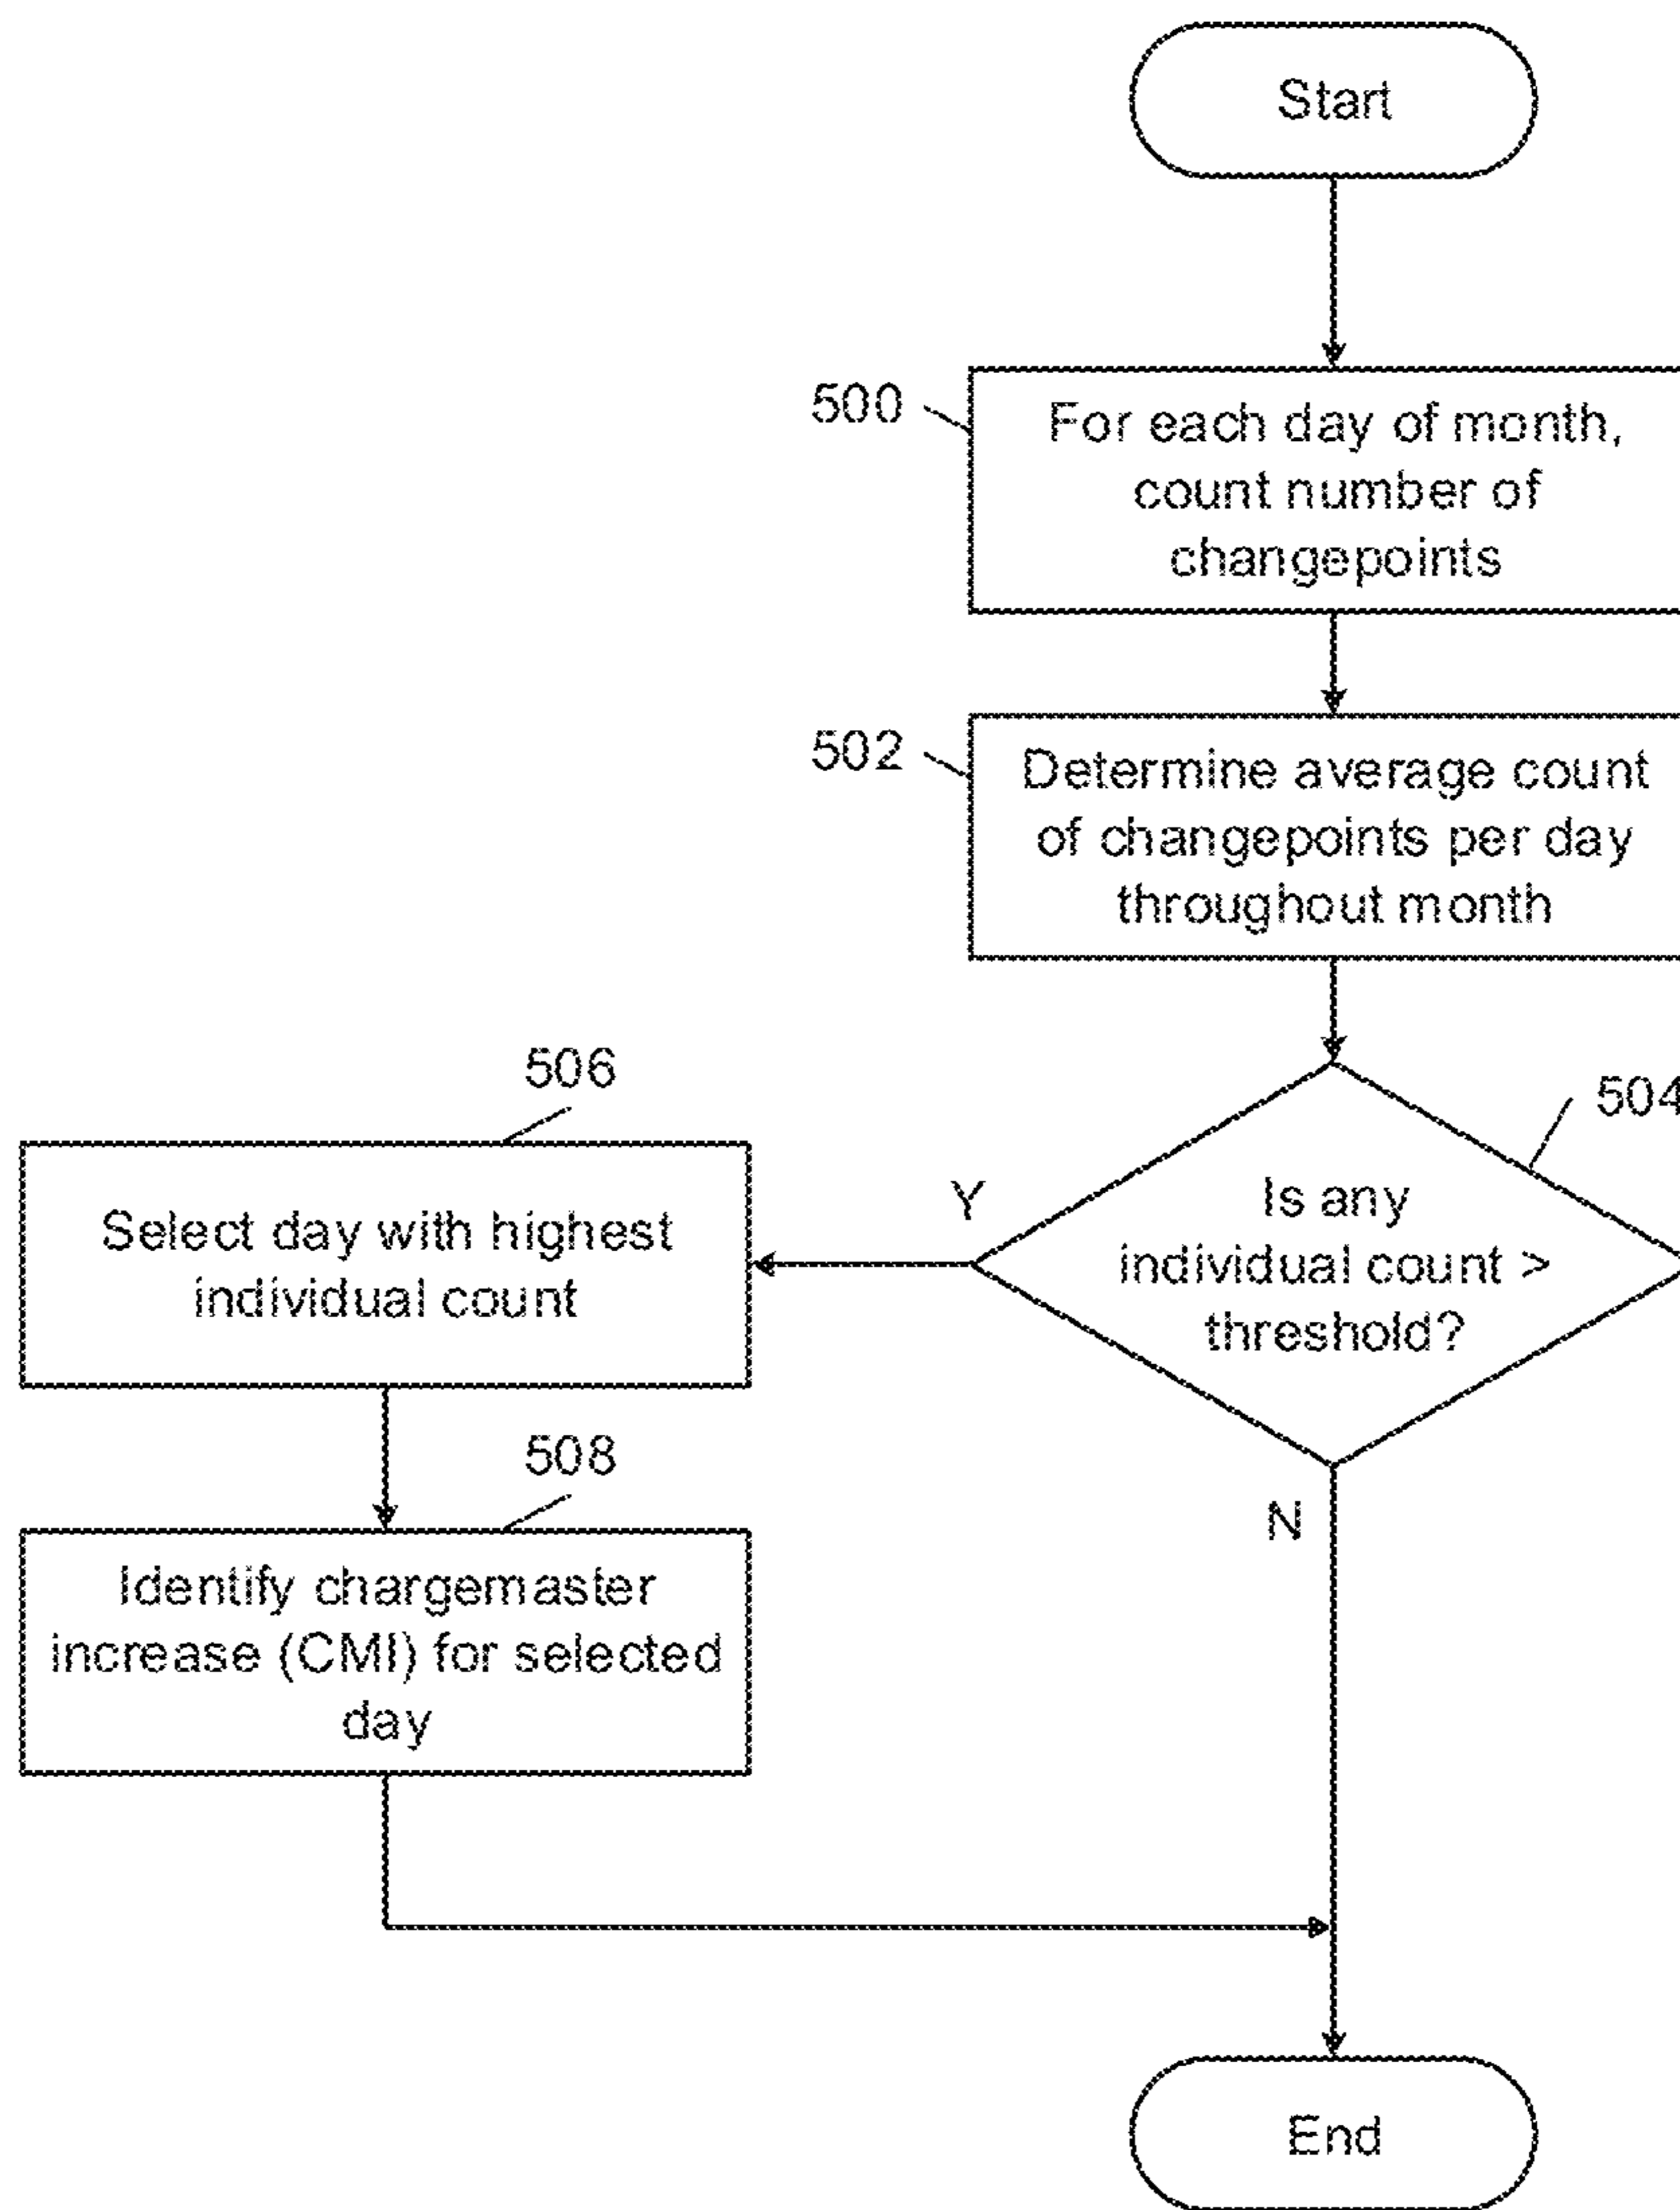 Start
500
For each day of month,
count number of
changepoints
502
Determine average count
of changepoints per day
throughout month
504
Is any
individual count >
threshold?
Y
N
506
Select day with highest
individual count
508
Identify chargemaster
increase (CMI) for selected
day
End